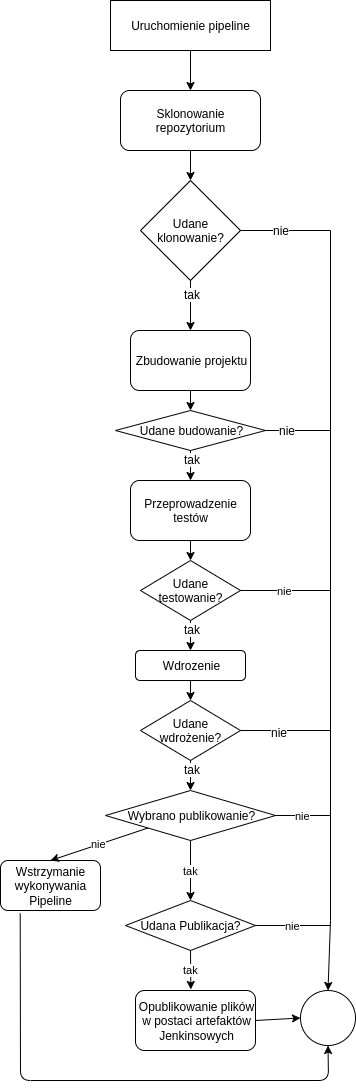 Uruchomienie pipeline
Sklonowanie
repozytorium
Udane
klonowanie?
nie
tak
Zbudowanie projektu
Udane budowanie?
nie
tak
Przeprowadzenie
testów
Udane
testowanie?
nie
tak
Wdrozenie
Udane
wdrożenie?
nie
tak
Wybrano publikowanie?
nie
nie
Wstrzymanie
wykonywania
Pipeline
tak
Udana Publikacja?
nie
tak
Opublikowanie plików
w postaci artefaktów
Jenkinsowych